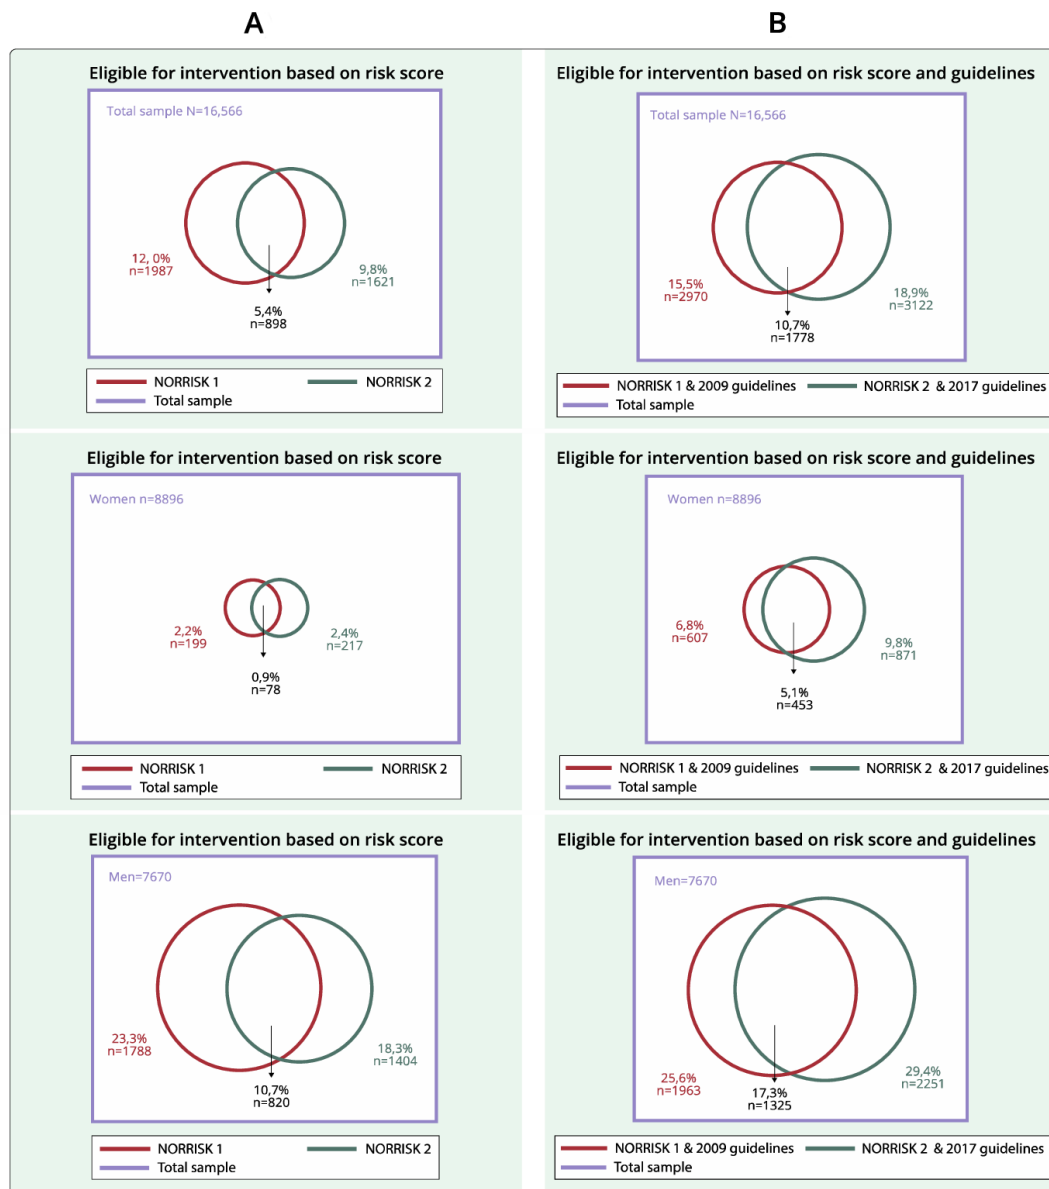 A
B
Eligible for intervention based on risk score
Total sample N=16,566
12, 0%
n=1987
9,8%
n=1621
5,4%
n=898
NORRISK 1
NORRISK 2
Total sample
Eligible for intervention based on risk score and guidelines
Total sample N=16,566
15,5%
n=2970
18,9%
n=3122
10,7%
n=1778
NORRISK 1 & 2009 guidelines
NORRISK 2 & 2017 guidelines
Total sample
Eligible for intervention based on risk score
Women n=8896
2,2%
n=199
2,4%
n=217
0,9%
n=78
NORRISK 1
NORRISK 2
Total sample
Eligible for intervention based on risk score and guidelines
Women n=8896
6,8%
n=607
9,8%
n=871
5,1%
n=453
NORRISK 1 & 2009 guidelines
NORRISK 2 & 2017 guidelines
Total sample
Eligible for intervention based on risk score
Men=7670
23,3%
n=1788
18,3%
n=1404
10,7%
n=820
NORRISK 1
NORRISK 2
Total sample
Eligible for intervention based on risk score and guidelines
Men=7670
25,6%
n=1963
29,4%
n=2251
17,3%
n=1325
NORRISK 1 & 2009 guidelines
NORRISK 2 & 2017 guidelines
Total sample